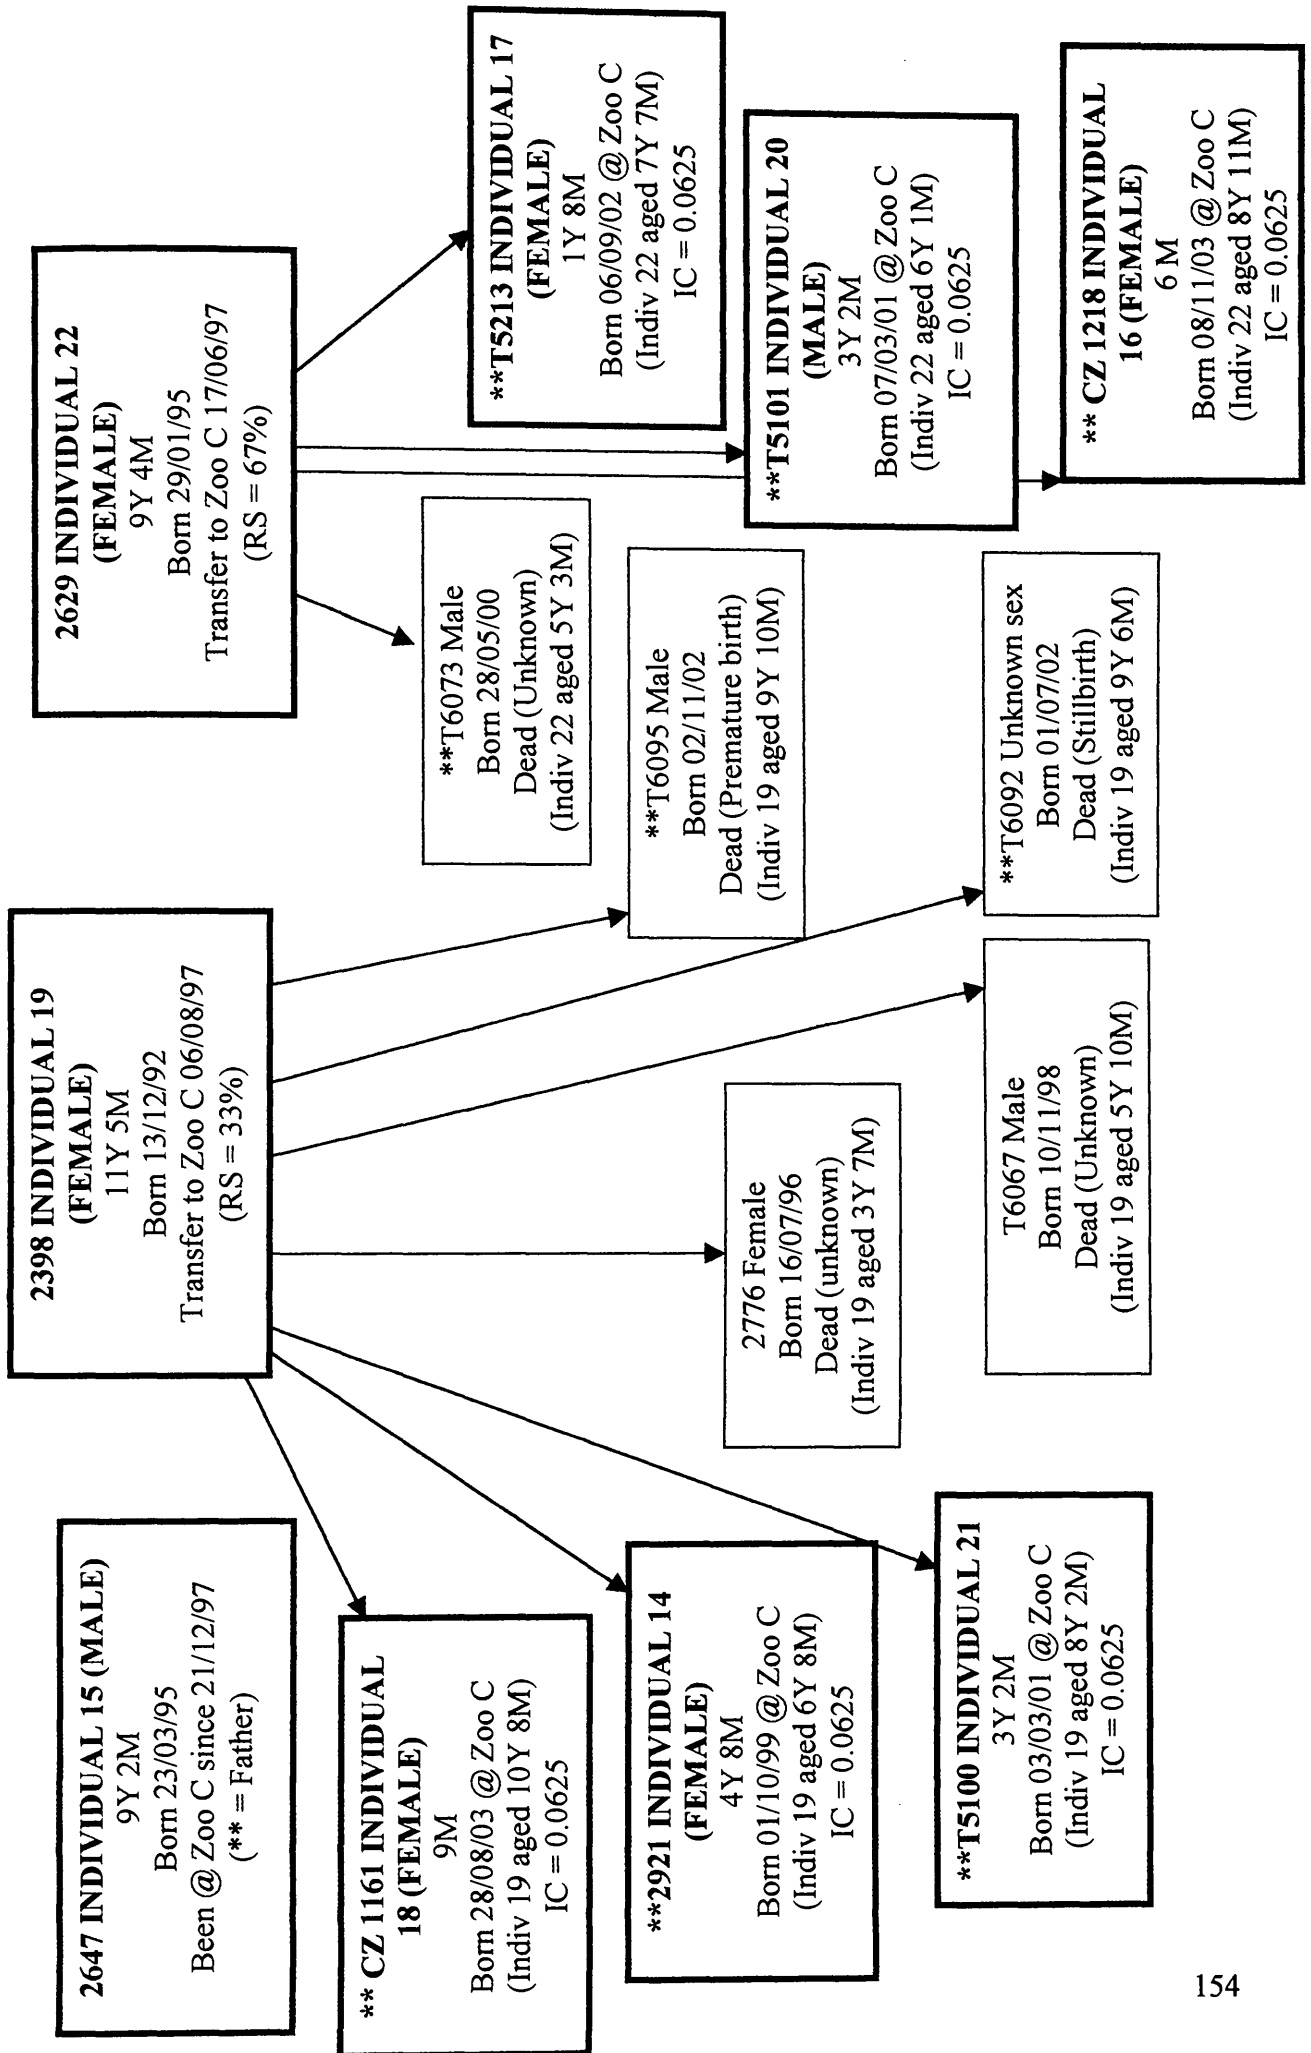 2647 INDIVIDUAL 15 (MALE)
9Y 2M
Born 23/03/95
Been @ Zoo C since 21/12/97
(** = Father)
2398 INDIVIDUAL 19
(FEMALE)
11Y 5M
Born 13/12/92
Transfer to Zoo C 06/08/97
(RS = 33%)
2629 INDIVIDUAL 22
(FEMALE)
9Y 4M
Born 29/01/95
Transfer to Zoo C 17/06/97
(RS = 67%)
** CZ 1161 INDIVIDUAL
18 (FEMALE)
9M
Born 28/08/03 @ Zoo C
(Indiv 19 aged 10Y 8M)
IC = 0.0625
**2921 INDIVIDUAL 14
(FEMALE)
4Y 8M
Born 01/10/99 @ Zoo C
(Indiv 19 aged 6Y 8M)
IC = 0.0625
**T5100 INDIVIDUAL 21
3Y 2M
Born 03/03/01 @ Zoo C
(Indiv 19 aged 8Y 2M)
IC = 0.0625
2776 Female
Born 16/07/96
Dead (unknown)
(Indiv 19 aged 3Y 7M)
T6067 Male
Born 10/11/98
Dead (Unknown)
(Indiv 19 aged 5Y 10M)
**T6073 Male
Born 28/05/00
Dead (Unknown)
(Indiv 22 aged 5Y 3M)
**T6095 Male
Born 02/11/02
Dead (Premature birth)
(Indiv 19 aged 9Y 10M)
**T6092 Unknown sex
Born 01/07/02
Dead (Stillbirth)
(Indiv 19 aged 9Y 6M)
**T5213 INDIVIDUAL 17
(FEMALE)
1Y 8M
Born 06/09/02 @ Zoo C
(Indiv 22 aged 7Y 7M)
IC = 0.0625
**T5101 INDIVIDUAL 20
(MALE)
3Y 2M
Born 07/03/01 @ Zoo C
(Indiv 22 aged 6Y 1M)
IC = 0.0625
** CZ 1218 INDIVIDUAL
16 (FEMALE)
6 M
Born 08/11/03 @ Zoo C
(Indiv 22 aged 8Y 11M)
IC = 0.0625
154